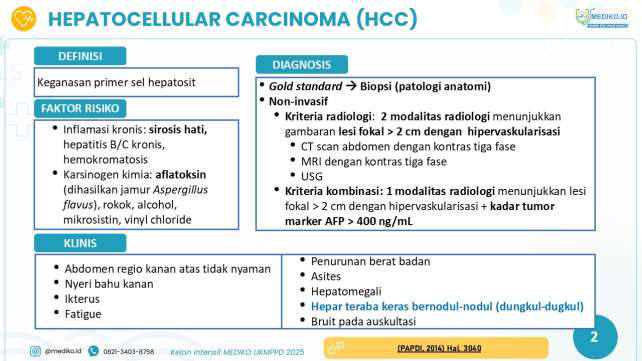 HEPATOCELLULAR CARCINOMA (HCC)
MEDIKO.ID
DEFINISI
Keganasan primer sel hepatosit
FAKTOR RISIKO
• Inflamasi kronis: sirosis hati,
hepatitis B/C kronis,
hemokromatosis
• Karsinogen kimia: aflatoksin
(dihasilkan jamur Aspergillus
flavus), rokok, alcohol,
mikrosistin, vinyl chloride
DIAGNOSIS
• Gold standard → Biopsi (patologi anatomi)
• Non-invasif
• Kriteria radiologi: 2 modalitas radiologi menunjukkan
gambaran lesi fokal > 2 cm dengan hipervaskularisasi
• CT scan abdomen dengan kontras tiga fase
• MRI dengan kontras tiga fase
• USG
• Kriteria kombinasi: 1 modalitas radiologi menunjukkan lesi
fokal > 2 cm dengan hipervaskularisasi + kadar tumor
marker AFP > 400 ng/mL
KLINIS
• Abdomen regio kanan atas tidak nyaman
• Nyeri bahu kanan
• Ikterus
• Fatigue
• Penurunan berat badan
• Asites
• Hepatomegali
• Hepar teraba keras bernodul-nodul (dungkul-dugkul)
• Bruit pada auskultasi
@mediko.id
0821-3403-8758
Kelon Intensif MEDIKO UKMPPD 2025
(PAPDI, 2014) Hal. 3040
2